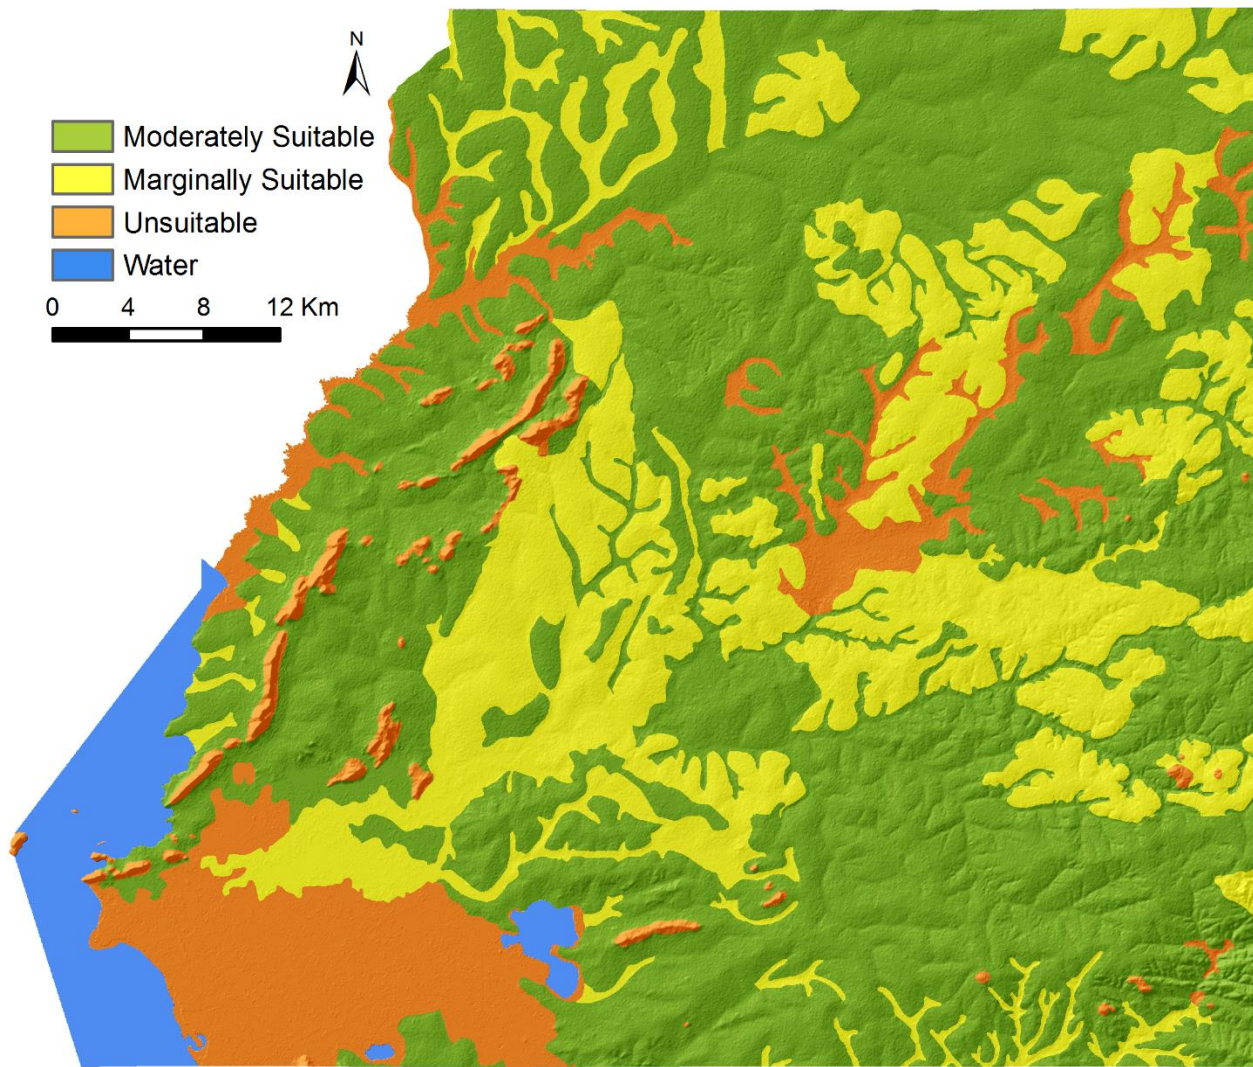 N
Moderately Suitable
Marginally Suitable
Unsuitable
Water
0 4 8 12 Km